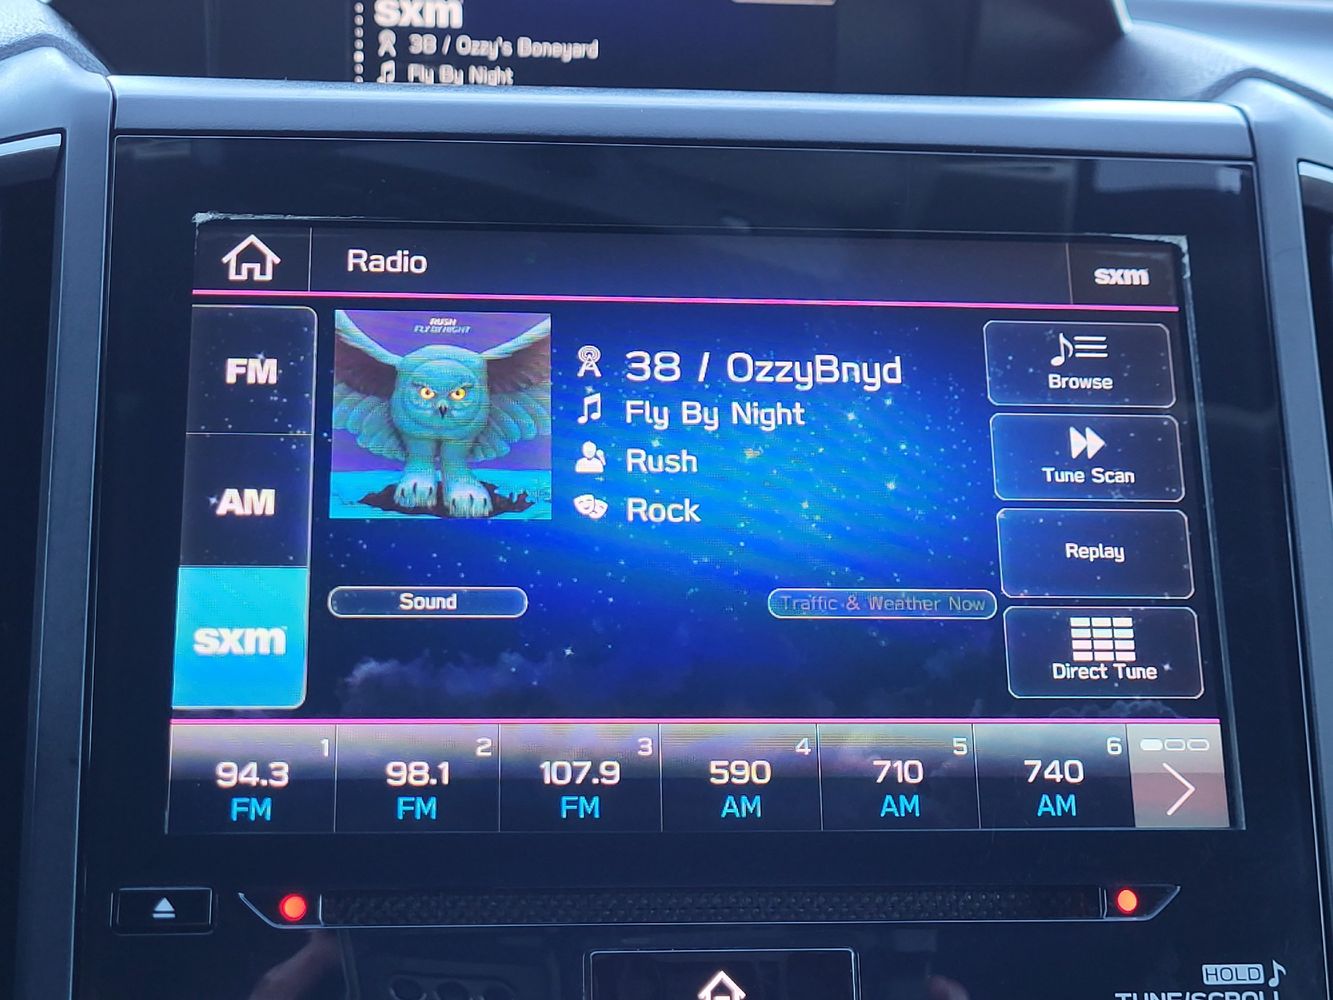 sxm
38 / Ozzy's Boneyard
Fly By Night
Radio
sxm
FM
AM
sxm
RUSH
FLY BY NIGHT
38 / OzzyBnyd
Fly By Night
Rush
Rock
Sound
Traffic & Weather Now
Browse
Tune Scan
Replay
Direct Tune
1
94.3
FM
2
98.1
FM
3
107.9
FM
4
590
AM
5
710
AM
6
740
AM
HOLD
TUNE/SCROLL